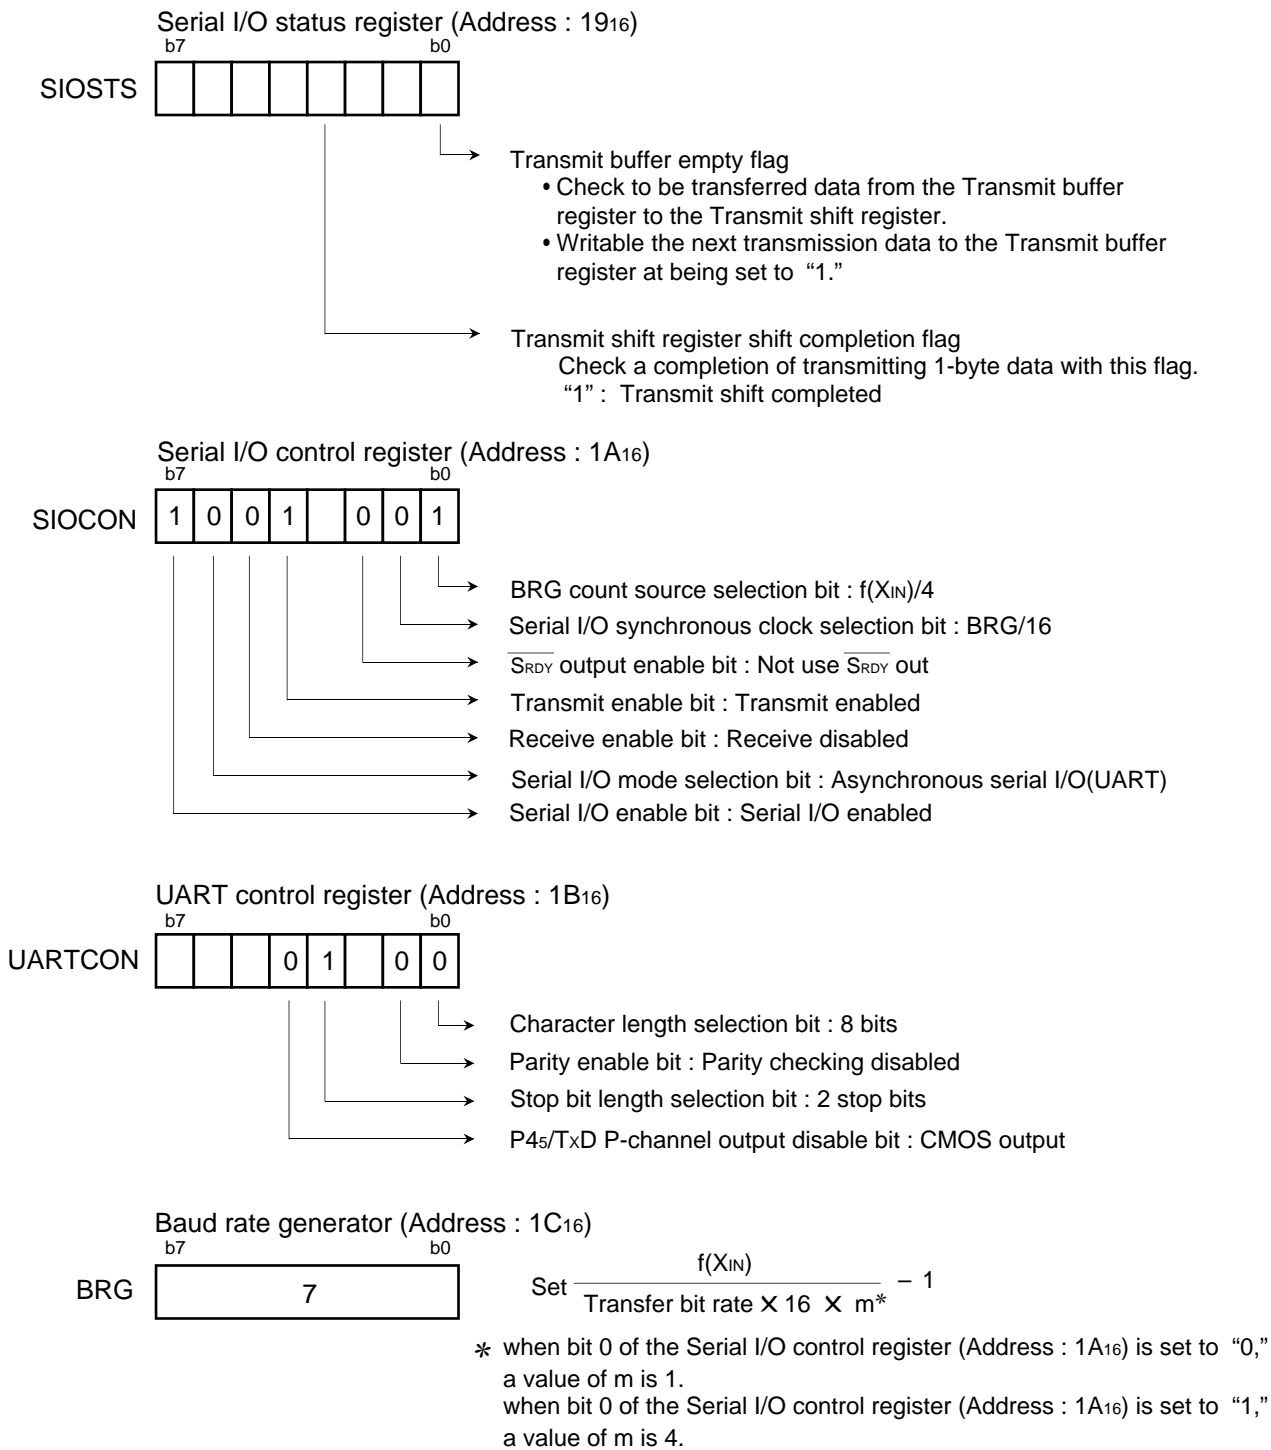 Serial I/O status register (Address : 1916)
b7 b0
SIOSTS
Transmit buffer empty flag
• Check to be transferred data from the Transmit buffer
register to the Transmit shift register.
• Writable the next transmission data to the Transmit buffer
register at being set to “1.”
Transmit shift register shift completion flag
Check a completion of transmitting 1-byte data with this flag.
“1” : Transmit shift completed
Serial I/O control register (Address : 1A16)
b7 b0
SIOCON 1 0 0 1 0 0 1
BRG count source selection bit : f(XIN)/4
Serial I/O synchronous clock selection bit : BRG/16
SRDY output enable bit : Not use SRDY out
Transmit enable bit : Transmit enabled
Receive enable bit : Receive disabled
Serial I/O mode selection bit : Asynchronous serial I/O(UART)
Serial I/O enable bit : Serial I/O enabled
UART control register (Address : 1B16)
b7 b0
UARTCON 0 1 0 0
Character length selection bit : 8 bits
Parity enable bit : Parity checking disabled
Stop bit length selection bit : 2 stop bits
P45/TxD P-channel output disable bit : CMOS output
Baud rate generator (Address : 1C16)
b7 b0
BRG 7
f(XIN)
Set – 1
Transfer bit rate × 16 × m*
* when bit 0 of the Serial I/O control register (Address : 1A16) is set to “0,”
a value of m is 1.
when bit 0 of the Serial I/O control register (Address : 1A16) is set to “1,”
a value of m is 4.